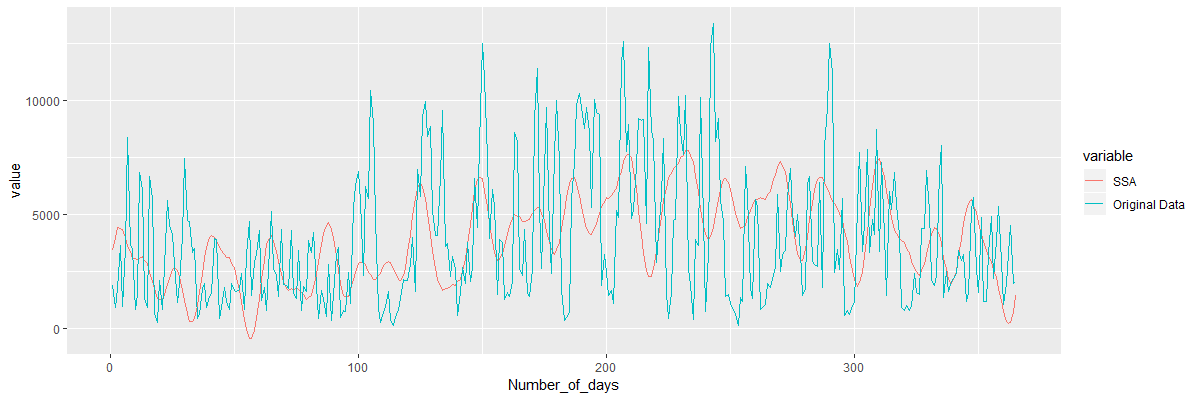 value
10000
5000
0
0
100
200
300
Number_of_days
variable
SSA
Original Data